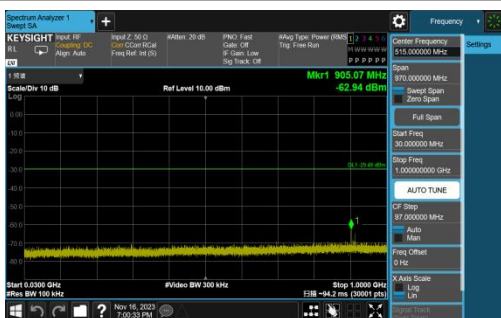 Spectrum Analyzer 1
Swept SA
Frequency
KEYSIGHT
RL
Input: RF
Coupling: DC
Align: Auto
Input Z: 50 Ω
Corr CCorr RCal
Freq Ref: Int (S)
#Atten: 20 dB
PNO: Fast
Gate: Off
IF Gain: Low
Sig Track: Off
#Avg Type: Power (RMS
Trig: Free Run
1 2 3 4 5 6
M W W W W W
P P P P P P
Center Frequency
515.000000 MHz
Settings
Span
970.000000 MHz
Swept Span
Zero Span
Full Span
Start Freq
30.000000 MHz
Stop Freq
1.000000000 GHz
AUTO TUNE
CF Step
97.000000 MHz
Auto
Man
Freq Offset
0 Hz
X Axis Scale
Log
Lin
Signal Track
Mkr1 905.07 MHz
-62.94 dBm
Scale/Div 10 dB
Ref Level 10.00 dBm
Log
0.00
-10.0
-20.0
-30.0
-40.0
-50.0
-60.0
-70.0
-80.0
1
Start 0.0300 GHz
#Res BW 100 kHz
#Video BW 300 kHz
Stop 1.0000 GHz
扫描 ~94.2 ms (30001 pts)
Nov 16, 2023
7:00:33 PM